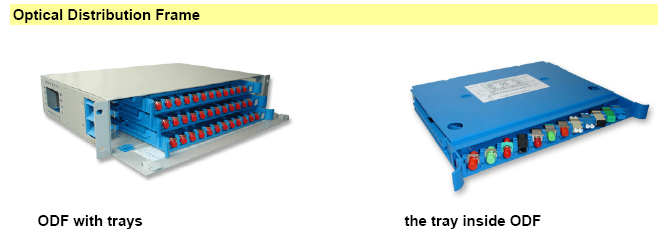 Optical Distribution Frame
ODF with trays
the tray inside ODF